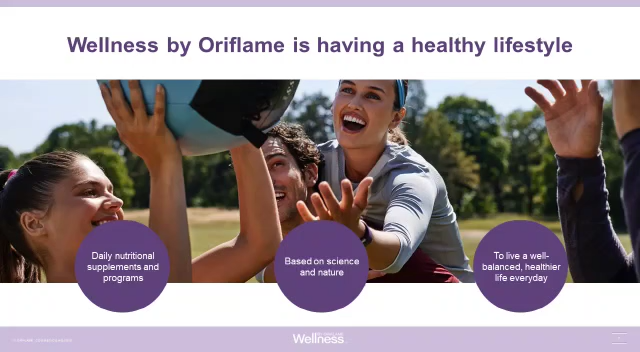 Wellness by Oriflame is having a healthy lifestyle
Daily nutritional
supplements and
programs
Based on science
and nature
To live a well-
balanced, healthier
life everyday
Wellness